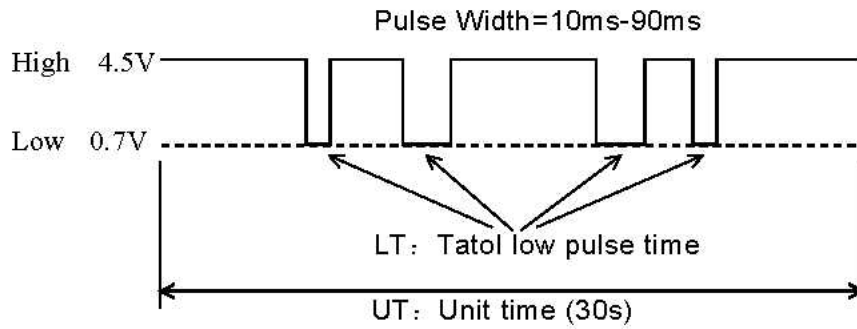 Pulse Width=10ms-90ms
High 4.5V
Low 0.7V
LT：Tatol low pulse time
UT：Unit time (30s)